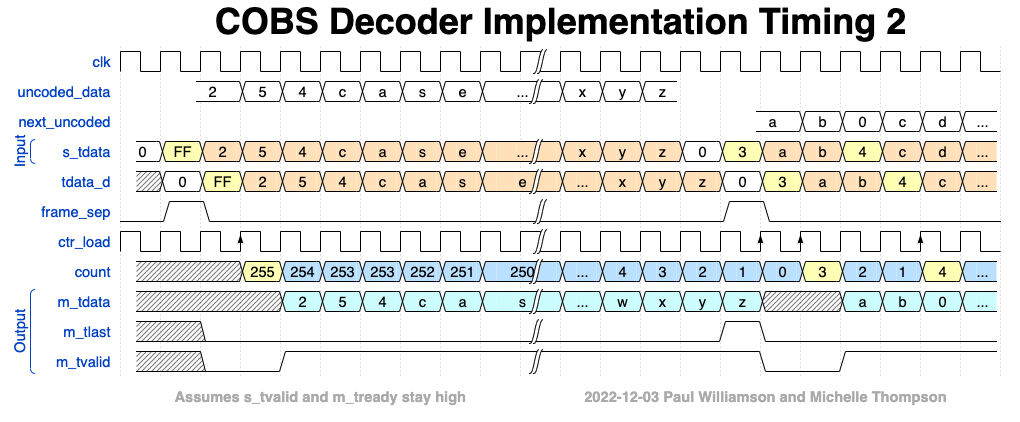 COBS Decoder Implementation Timing 2
clk
uncoded_data 2 5 4 c a s e ... x y z
next_uncoded a b 0 c d ...
Input
s_tdata 0 FF 2 5 4 c a s e ... x y z 0 3 a b 4 c d ...
tdata_d 0 FF 2 5 4 c a s e ... x y z 0 3 a b 4 c ...
frame_sep
ctr_load
count 255 254 253 253 252 251 250 ... 4 3 2 1 0 3 2 1 4 ...
Output
m_tdata 2 5 4 c a s ... w x y z a b 0 ...
m_tlast
m_tvalid
Assumes s_tvalid and m_tready stay high 2022-12-03 Paul Williamson and Michelle Thompson